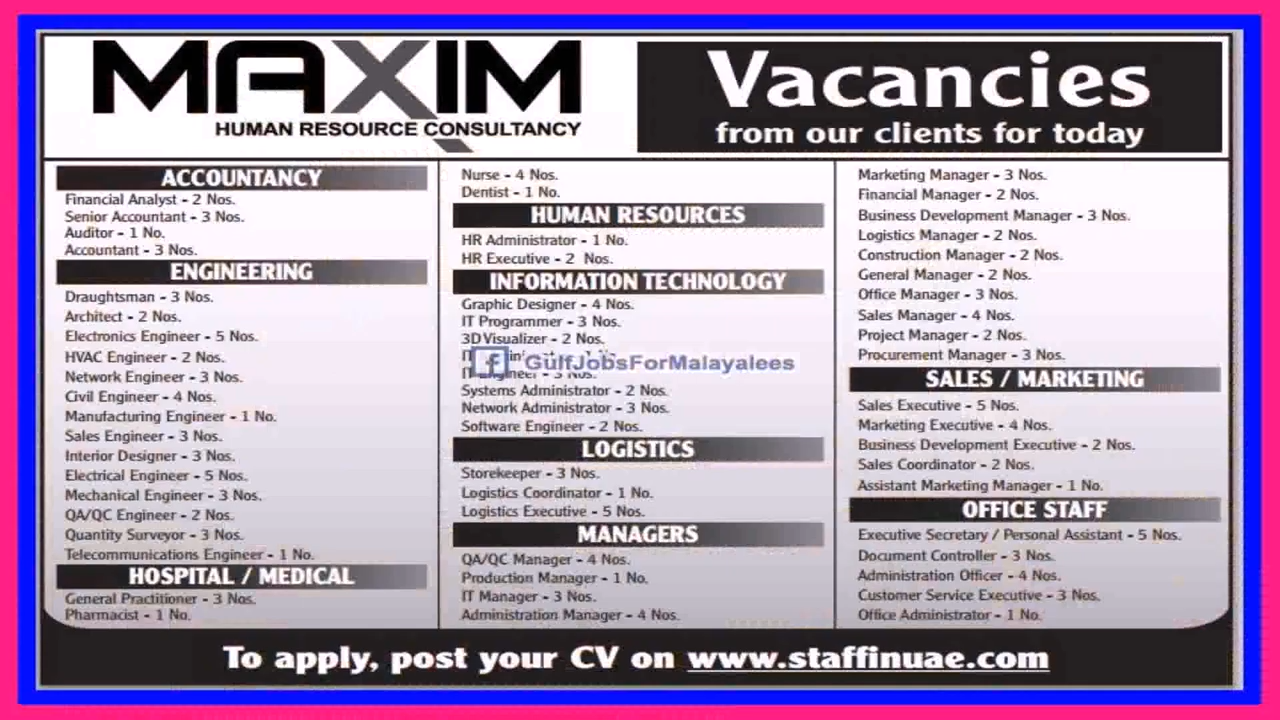 MAXIM
HUMAN RESOURCE CONSULTANCY
Vacancies
from our clients for today
ACCOUNTANCY
Financial Analyst - 2 Nos.
Senior Accountant - 3 Nos.
Auditor - 1 No.
Accountant - 3 Nos.
ENGINEERING
Draughtsman - 3 Nos.
Architect - 2 Nos.
Electronics Engineer - 5 Nos.
HVAC Engineer - 2 Nos.
Network Engineer - 3 Nos.
Civil Engineer - 4 Nos.
Manufacturing Engineer - 1 No.
Sales Engineer - 3 Nos.
Interior Designer - 3 Nos.
Electrical Engineer - 5 Nos.
Mechanical Engineer - 3 Nos.
QA/QC Engineer - 2 Nos.
Quantity Surveyor - 3 Nos.
Telecommunications Engineer - 1 No.
HOSPITAL / MEDICAL
General Practitioner - 3 Nos.
Pharmacist - 1 No.
Nurse - 4 Nos.
Dentist - 1 No.
HUMAN RESOURCES
HR Administrator - 1 No.
HR Executive - 2 Nos.
INFORMATION TECHNOLOGY
Graphic Designer - 4 Nos.
IT Programmer - 3 Nos.
3D Visualizer - 2 Nos.
f GulfJobsForMalayalees
IT Engineer - 3 Nos.
Systems Administrator - 2 Nos.
Network Administrator - 3 Nos.
Software Engineer - 2 Nos.
LOGISTICS
Storekeeper - 3 Nos.
Logistics Coordinator - 1 No.
Logistics Executive - 5 Nos.
MANAGERS
QA/QC Manager - 4 Nos.
Production Manager - 1 No.
IT Manager - 3 Nos.
Administration Manager - 4 Nos.
Marketing Manager - 3 Nos.
Financial Manager - 2 Nos.
Business Development Manager - 3 Nos.
Logistics Manager - 2 Nos.
Construction Manager - 2 Nos.
General Manager - 2 Nos.
Office Manager - 3 Nos.
Sales Manager - 4 Nos.
Project Manager - 2 Nos.
Procurement Manager - 3 Nos.
SALES / MARKETING
Sales Executive - 5 Nos.
Marketing Executive - 4 Nos.
Business Development Executive - 2 Nos.
Sales Coordinator - 2 Nos.
Assistant Marketing Manager - 1 No.
OFFICE STAFF
Executive Secretary / Personal Assistant - 5 Nos.
Document Controller - 3 Nos.
Administration Officer - 4 Nos.
Customer Service Executive - 3 Nos.
Office Administrator - 1 No.
To apply, post your CV on www.staffinuae.com